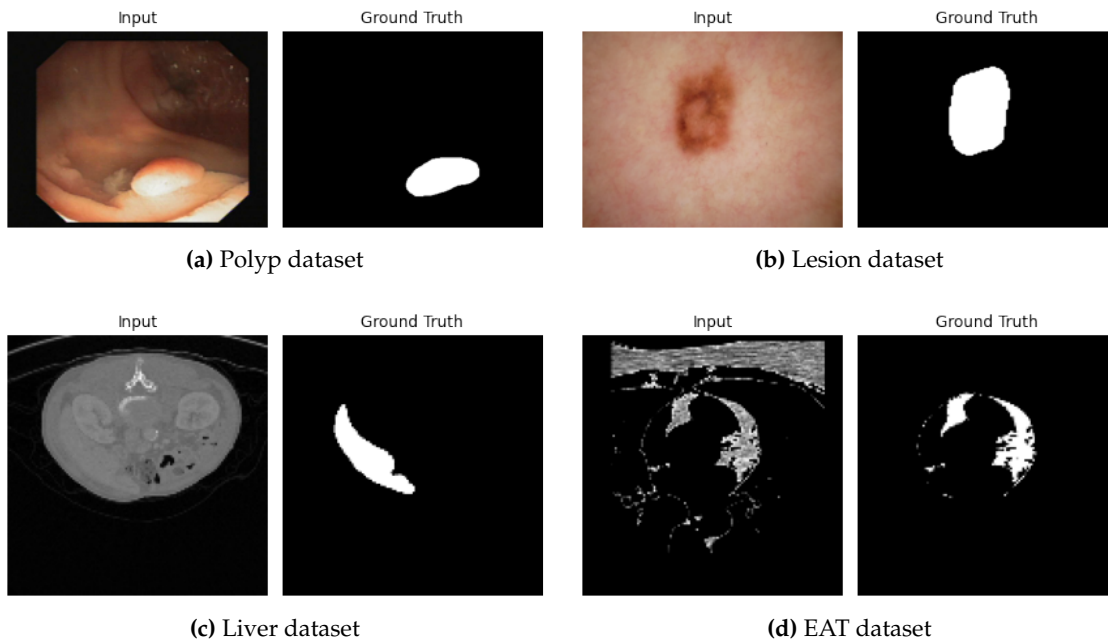 Input Ground Truth Input Ground Truth
(a) Polyp dataset (b) Lesion dataset
Input Ground Truth Input Ground Truth
(c) Liver dataset (d) EAT dataset